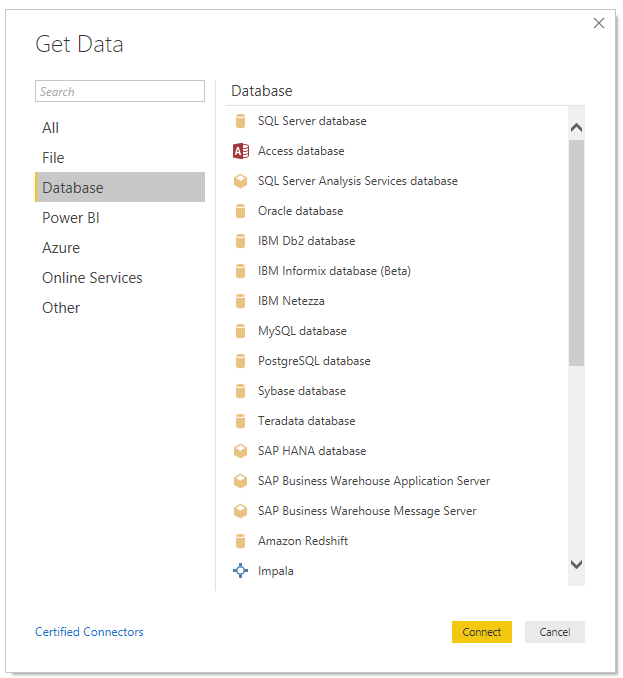 Get Data
Search
All
File
Database
Power BI
Azure
Online Services
Other
Database
SQL Server database
Access database
SQL Server Analysis Services database
Oracle database
IBM Db2 database
IBM Informix database (Beta)
IBM Netezza
MySQL database
PostgreSQL database
Sybase database
Teradata database
SAP HANA database
SAP Business Warehouse Application Server
SAP Business Warehouse Message Server
Amazon Redshift
Impala
Certified Connectors
Connect
Cancel